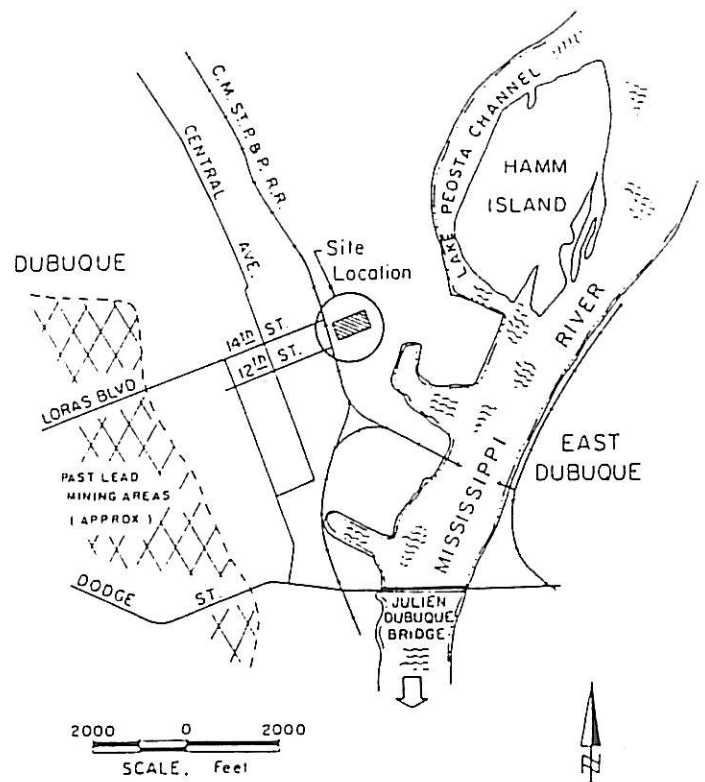 C.M. ST. P. & P. R.R.
CENTRAL AVE.
LAKE PEOSTA CHANNEL
HAMM
ISLAND
Site
Location
DUBUQUE
14th ST.
12th ST.
LORAS BLVD
RIVER
MISSISSIPPI
EAST
DUBUQUE
PAST LEAD
MINING AREAS
( APPROX )
DODGE ST.
JULIEN
DUBUQUE
BRIDGE
2000 0 2000
SCALE, Feet
N